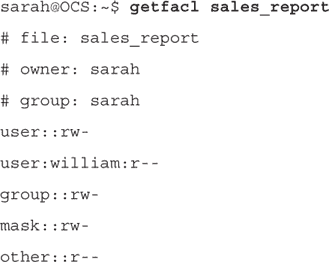 sarah@OCS:~$ getfacl sales_report
# file: sales_report
# owner: sarah
# group: sarah
user::rw-
user:william:r--
group::rw-
mask::rw-
other::r--